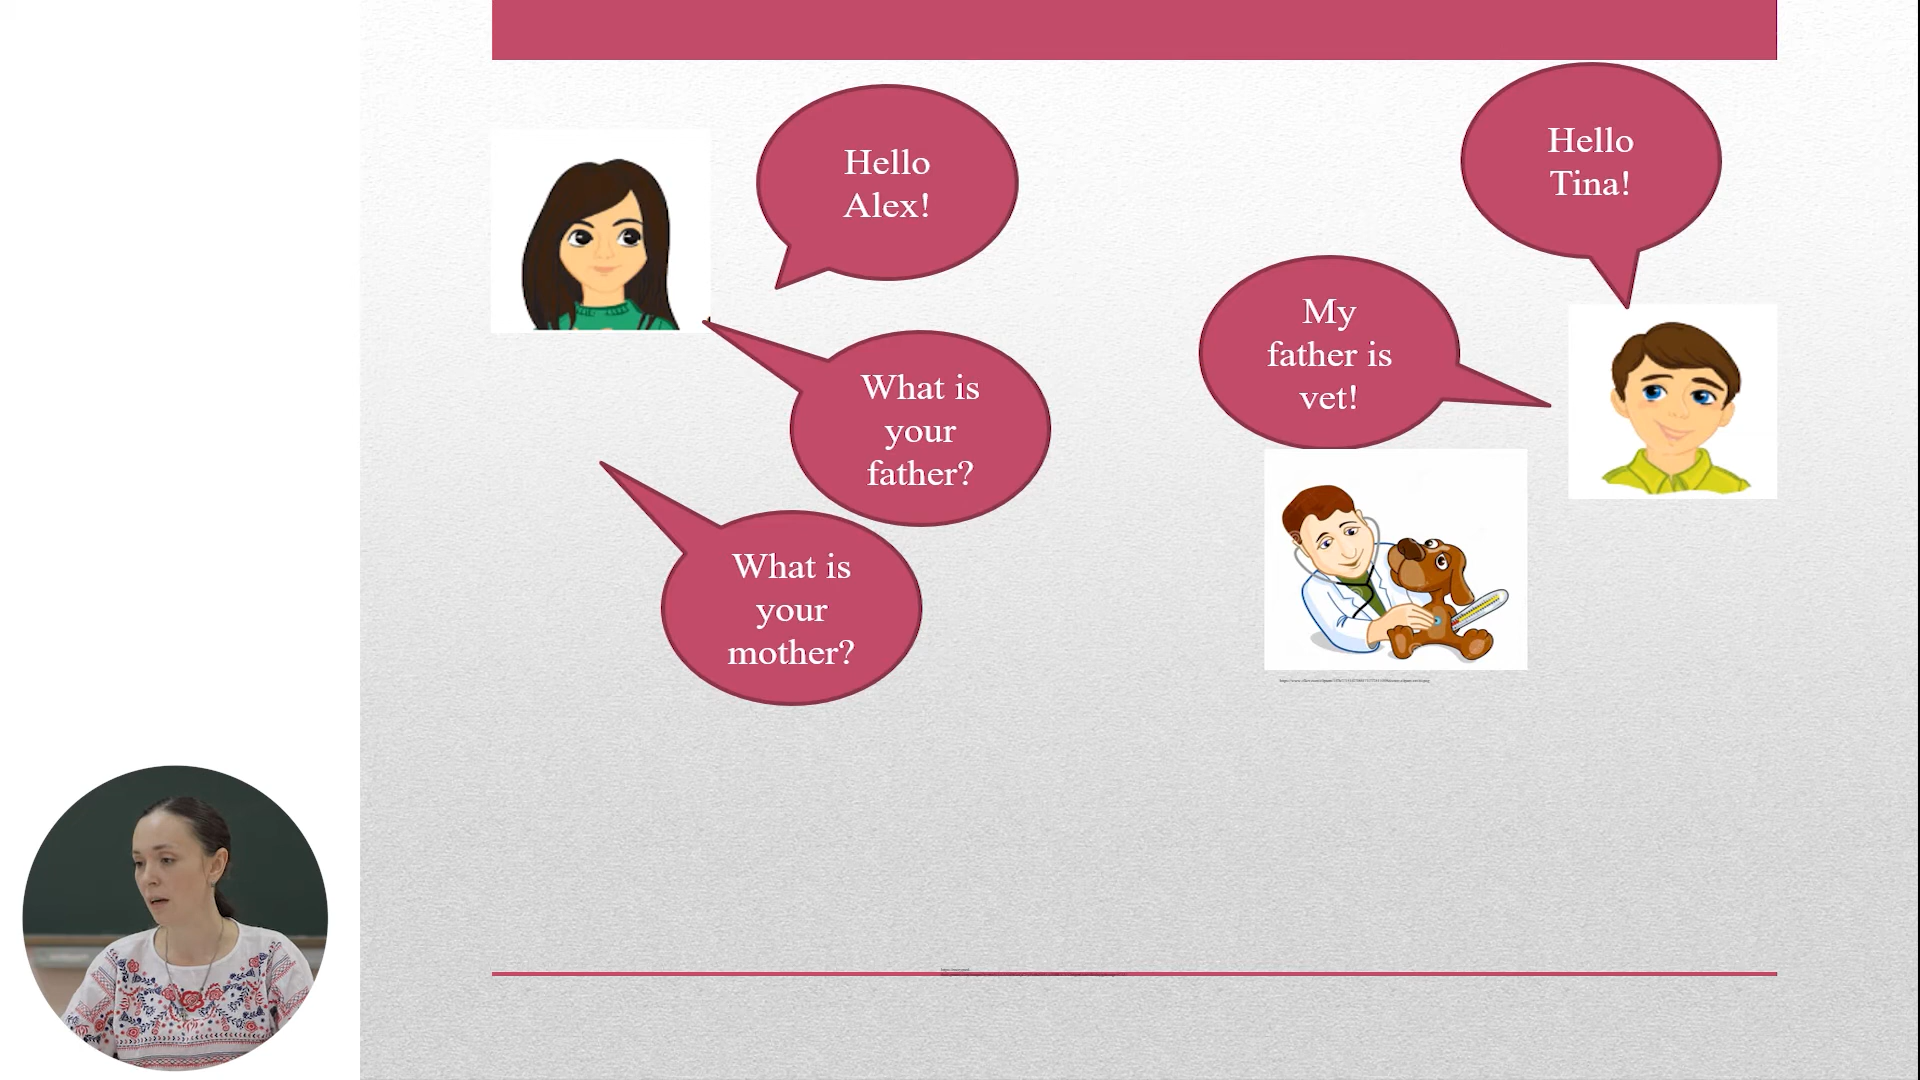 Hello
Alex!
Hello
Tina!
What is
your
father?
My
father is
vet!
What is
your
mother?